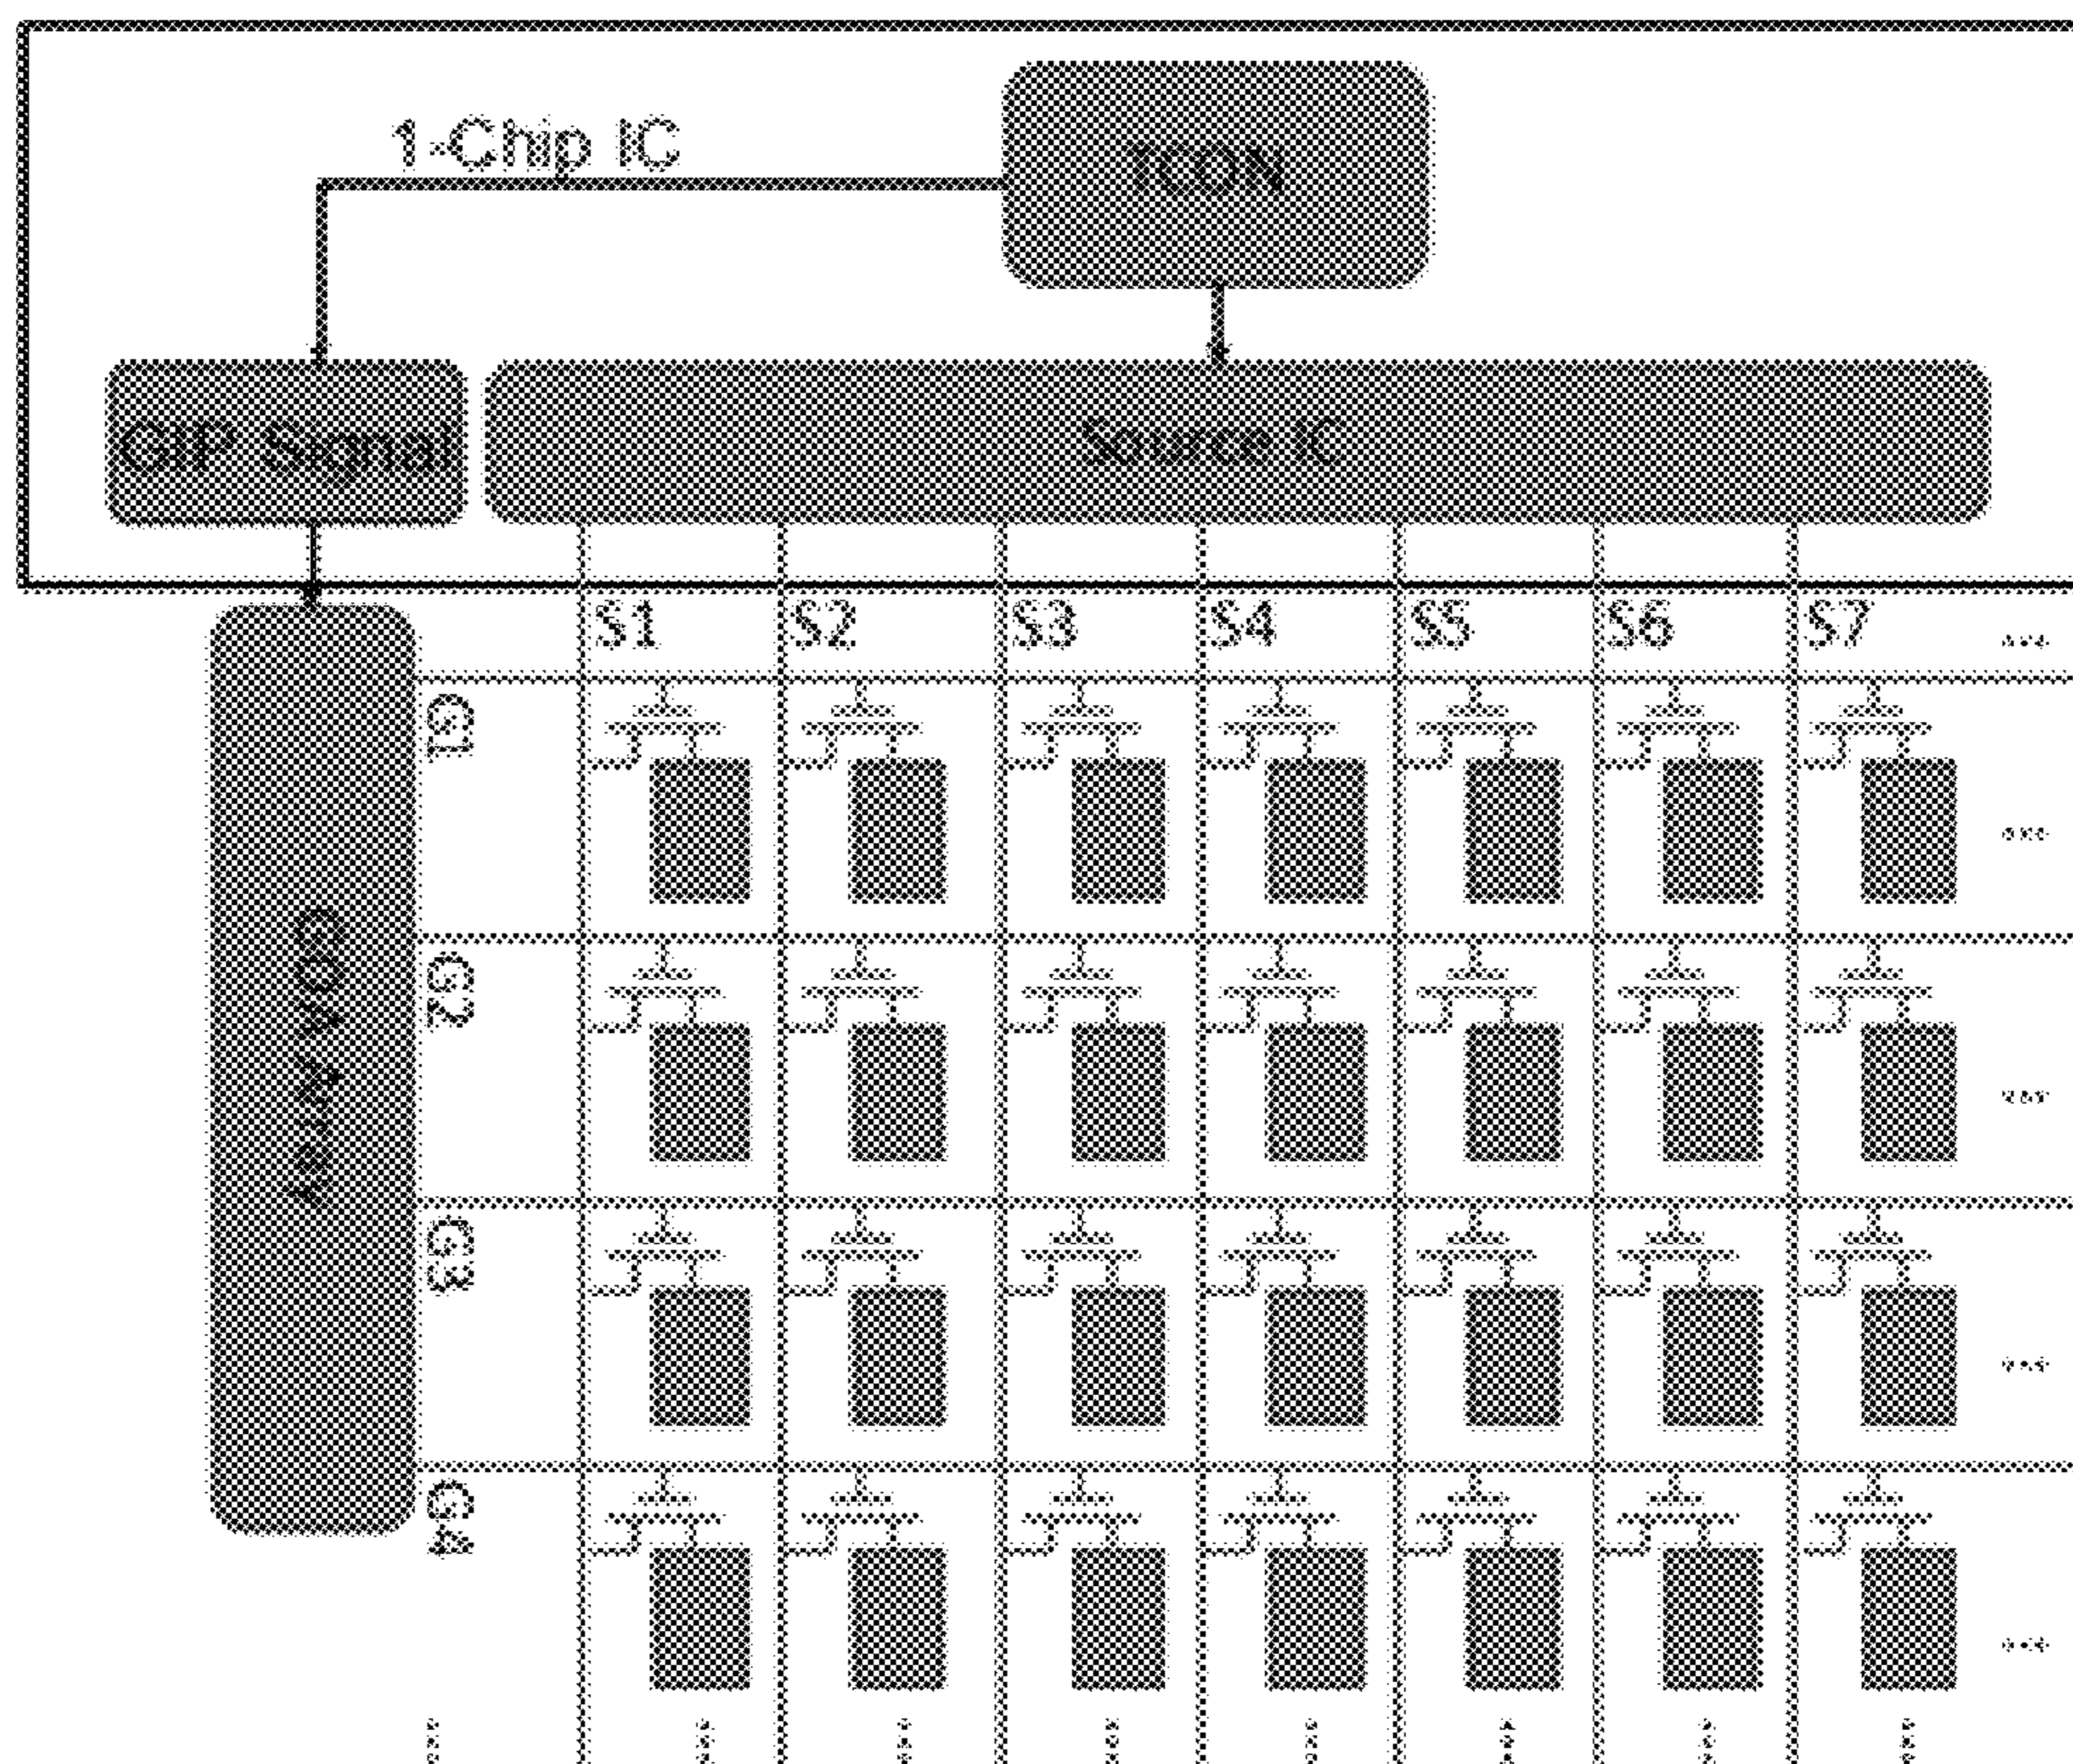 1-Chip IC
TCON
GIP Signal
Source IC
S1 S2 S3 S4 S5 S6 S7 ...
G1
...
G2
...
GOA Array
G3
...
G4
...